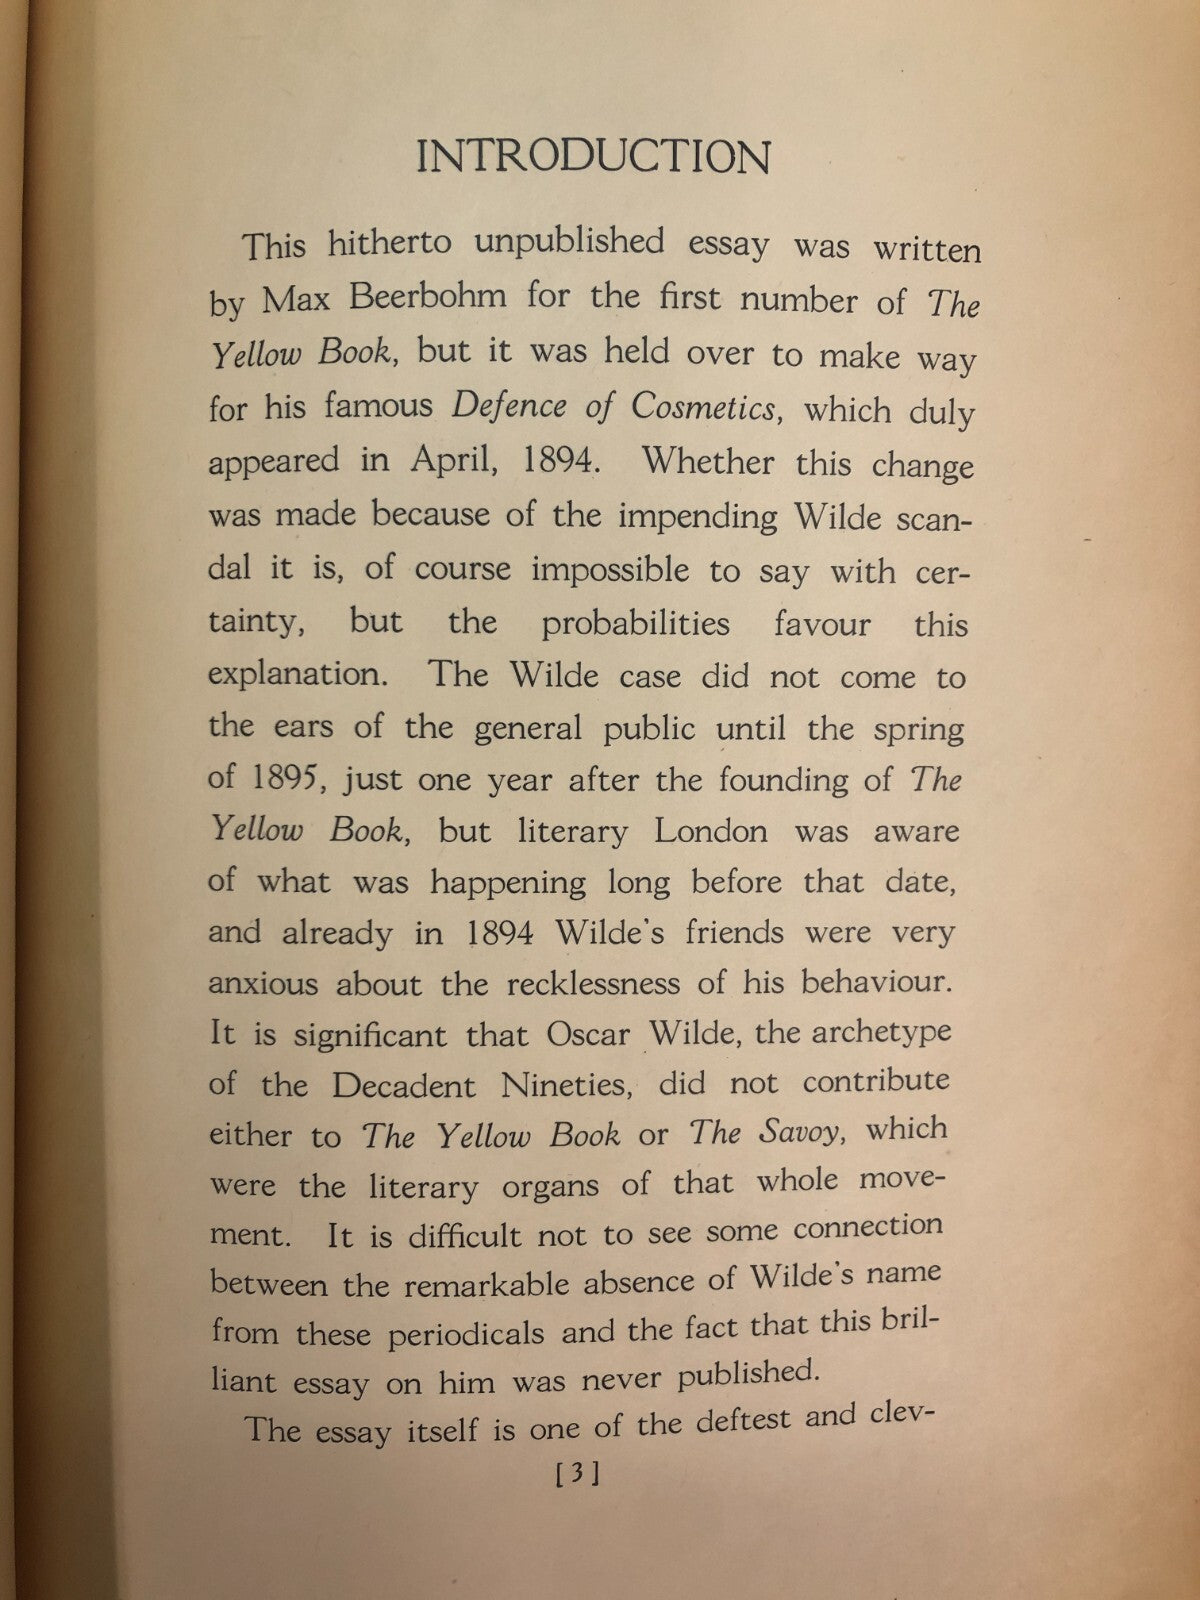 INTRODUCTION
This hitherto unpublished essay was written
by Max Beerbohm for the first number of The
Yellow Book, but it was held over to make way
for his famous Defence of Cosmetics, which duly
appeared in April, 1894. Whether this change
was made because of the impending Wilde scan-
dal it is, of course impossible to say with cer-
tainty, but the probabilities favour this
explanation. The Wilde case did not come to
the ears of the general public until the spring
of 1895, just one year after the founding of The
Yellow Book, but literary London was aware
of what was happening long before that date,
and already in 1894 Wilde's friends were very
anxious about the recklessness of his behaviour.
It is significant that Oscar Wilde, the archetype
of the Decadent Nineties, did not contribute
either to The Yellow Book or The Savoy, which
were the literary organs of that whole move-
ment. It is difficult not to see some connection
between the remarkable absence of Wilde's name
from these periodicals and the fact that this bril-
liant essay on him was never published.
The essay itself is one of the deftest and clev-
[3]